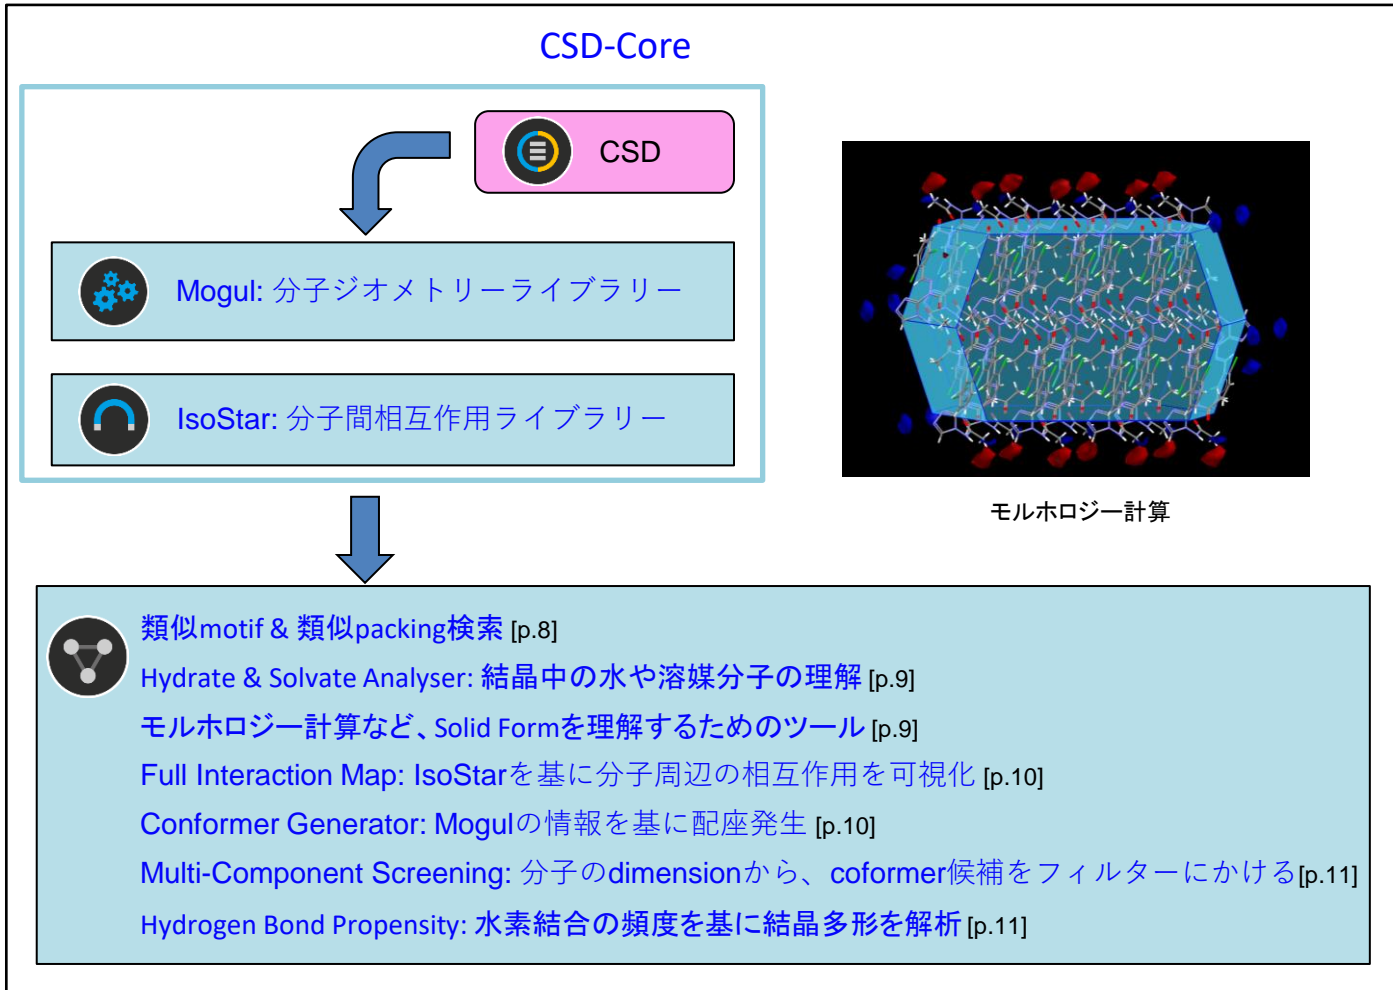 CSD-Core
CSD
Mogul: 分子ジオメトリーライブラリー
IsoStar: 分子間相互作用ライブラリー
モルホロジー計算
類似motif & 類似packing検索 [p.8]
Hydrate & Solvate Analyser: 結晶中の水や溶媒分子の理解 [p.9]
モルホロジー計算など、Solid Formを理解するためのツール [p.9]
Full Interaction Map: IsoStarを基に分子周辺の相互作用を可視化 [p.10]
Conformer Generator: Mogulの情報を基に配座発生 [p.10]
Multi-Component Screening: 分子のdimensionから、coformer候補をフィルターにかける[p.11]
Hydrogen Bond Propensity: 水素結合の頻度を基に結晶多形を解析 [p.11]